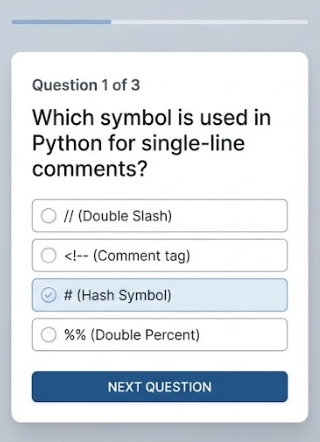 Question 1 of 3
Which symbol is used in
Python for single-line
comments?
// (Double Slash)
<!-- (Comment tag)
# (Hash Symbol)
%% (Double Percent)
NEXT QUESTION